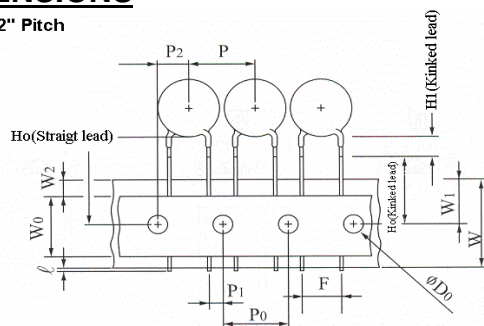 2" Pitch
P2
P
H1(Kinked lead)
Ho(Straigt lead)
W2
Ho(Kinked lead)
W1
W0
W
ℓ
P1
P0
F
øD0